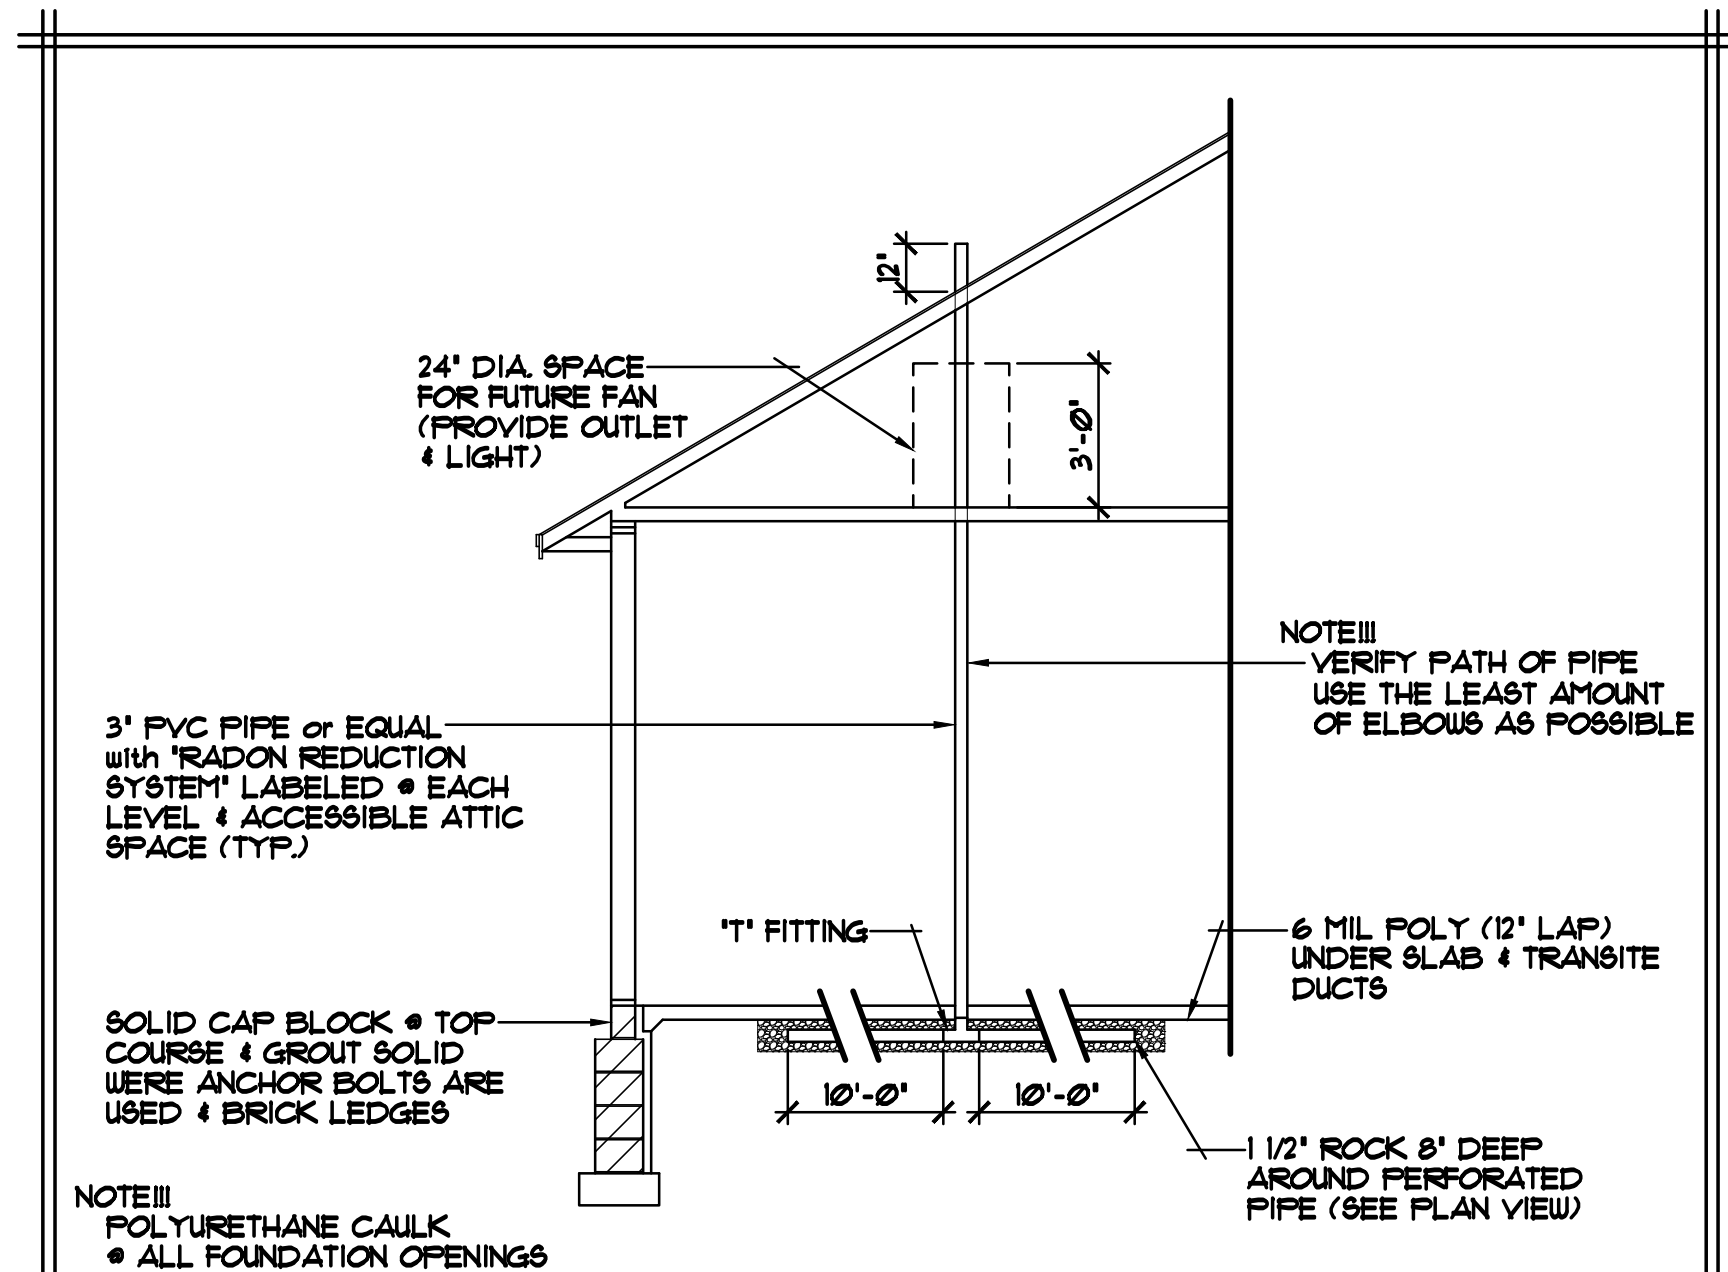 12"
24" DIA. SPACE
FOR FUTURE FAN
(PROVIDE OUTLET
& LIGHT)
3'-0"
NOTE!!!
VERIFY PATH OF PIPE
USE THE LEAST AMOUNT
OF ELBOWS AS POSSIBLE
3" PVC PIPE or EQUAL
with "RADON REDUCTION
SYSTEM" LABELED @ EACH
LEVEL & ACCESSIBLE ATTIC
SPACE (TYP.)
"T" FITTING
6 MIL POLY (12" LAP)
UNDER SLAB & TRANSITE
DUCTS
SOLID CAP BLOCK @ TOP
COURSE & GROUT SOLID
WERE ANCHOR BOLTS ARE
USED & BRICK LEDGES
10'-0"
10'-0"
1 1/2" ROCK 8" DEEP
AROUND PERFORATED
PIPE (SEE PLAN VIEW)
NOTE!!!
POLYURETHANE CAULK
@ ALL FOUNDATION OPENINGS